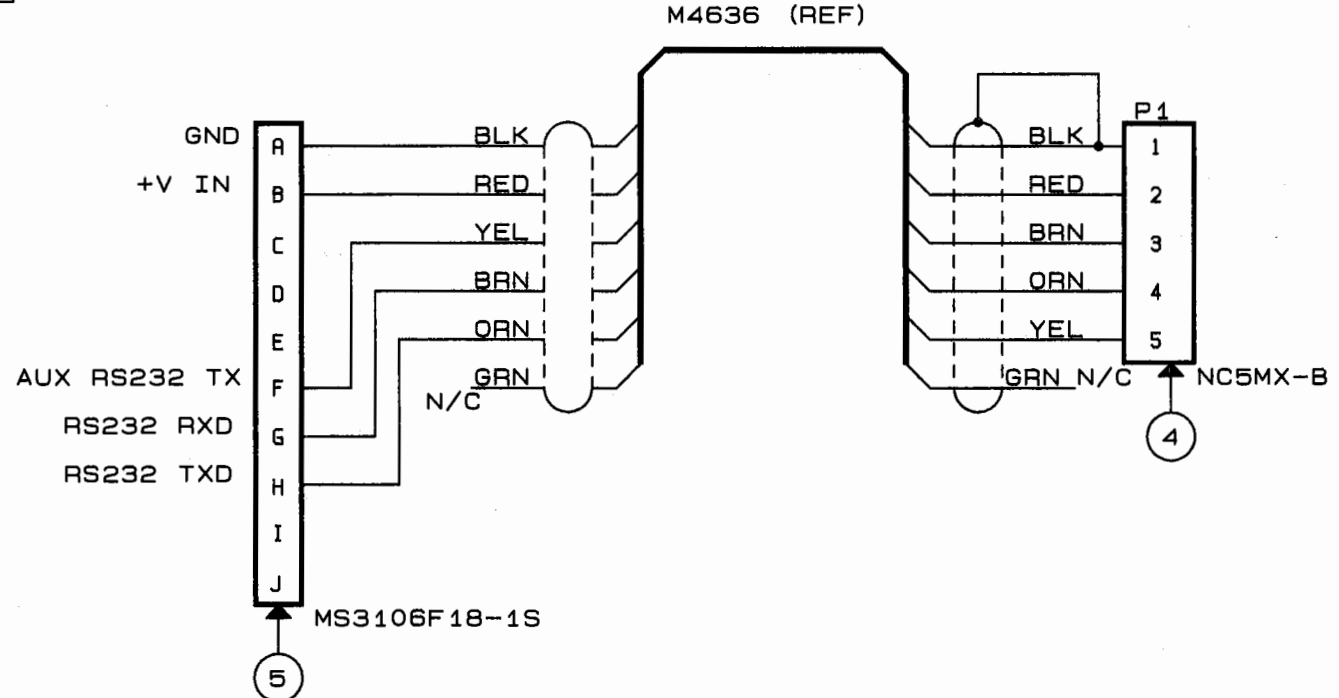 M4636 (REF)
P1
GND A BLK BLK 1
+V IN B RED RED 2
C YEL BRN 3
D BRN ORN 4
E ORN YEL 5
AUX RS232 TX F GRN N/C GRN N/C NC5MX-B
RS232 RXD G 4
RS232 TXD H
I
J
MS3106F18-1S
5